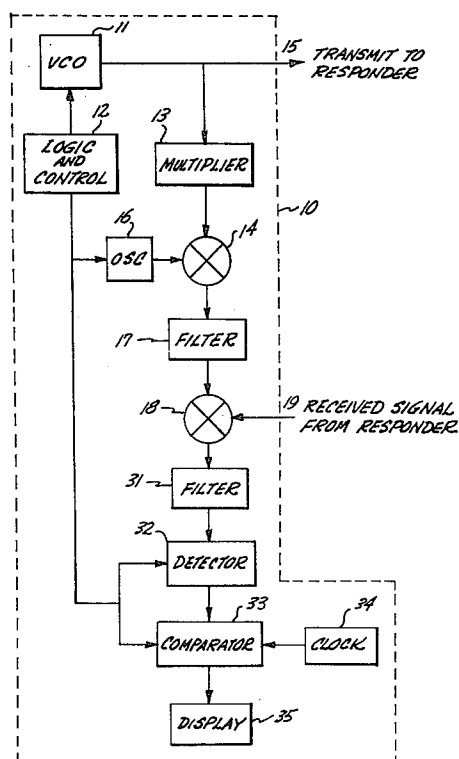 11
VCO
15
TRANSMIT TO
RESPONDER
12
LOGIC
AND
CONTROL
13
MULTIPLIER
10
16
OSC
14
17
FILTER
18
19
RECEIVED SIGNAL
FROM RESPONDER
31
FILTER
32
DETECTOR
33
COMPARATOR
34
CLOCK
DISPLAY
35